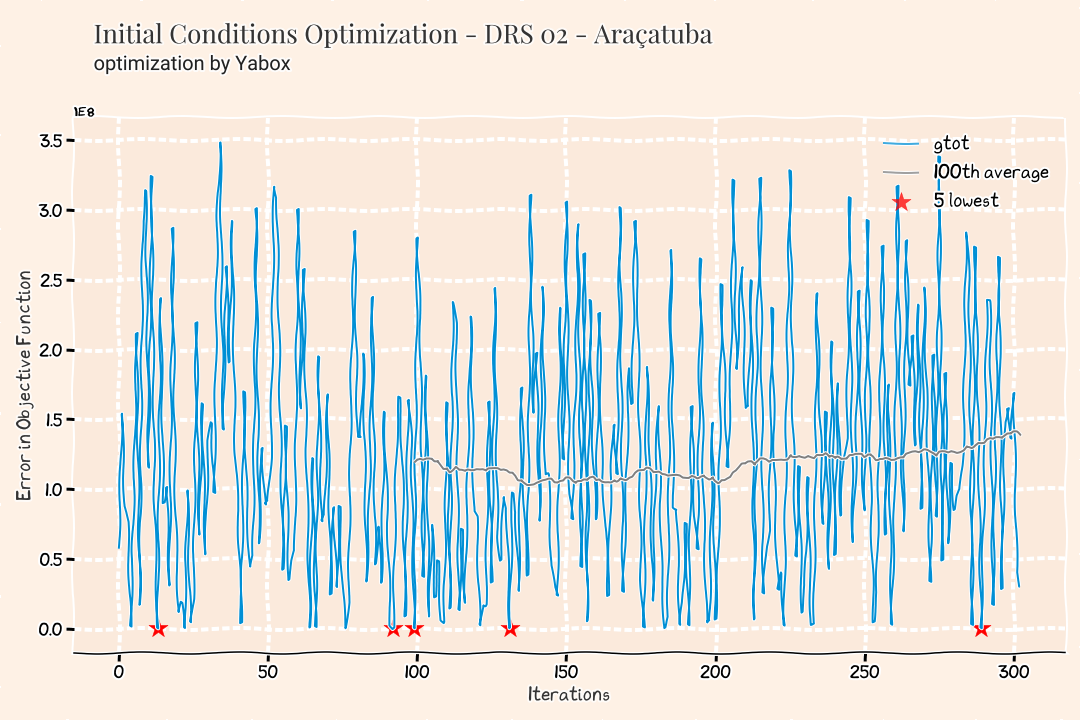 Initial Conditions Optimization - DRS 02 - Araçatuba
optimization by Yabox
1E8
3.5
3.0
2.5
2.0
1.5
1.0
0.5
0.0
Error in Objective Function
gtot
100th average
5 lowest
0
50
100
150
200
250
300
Iterations